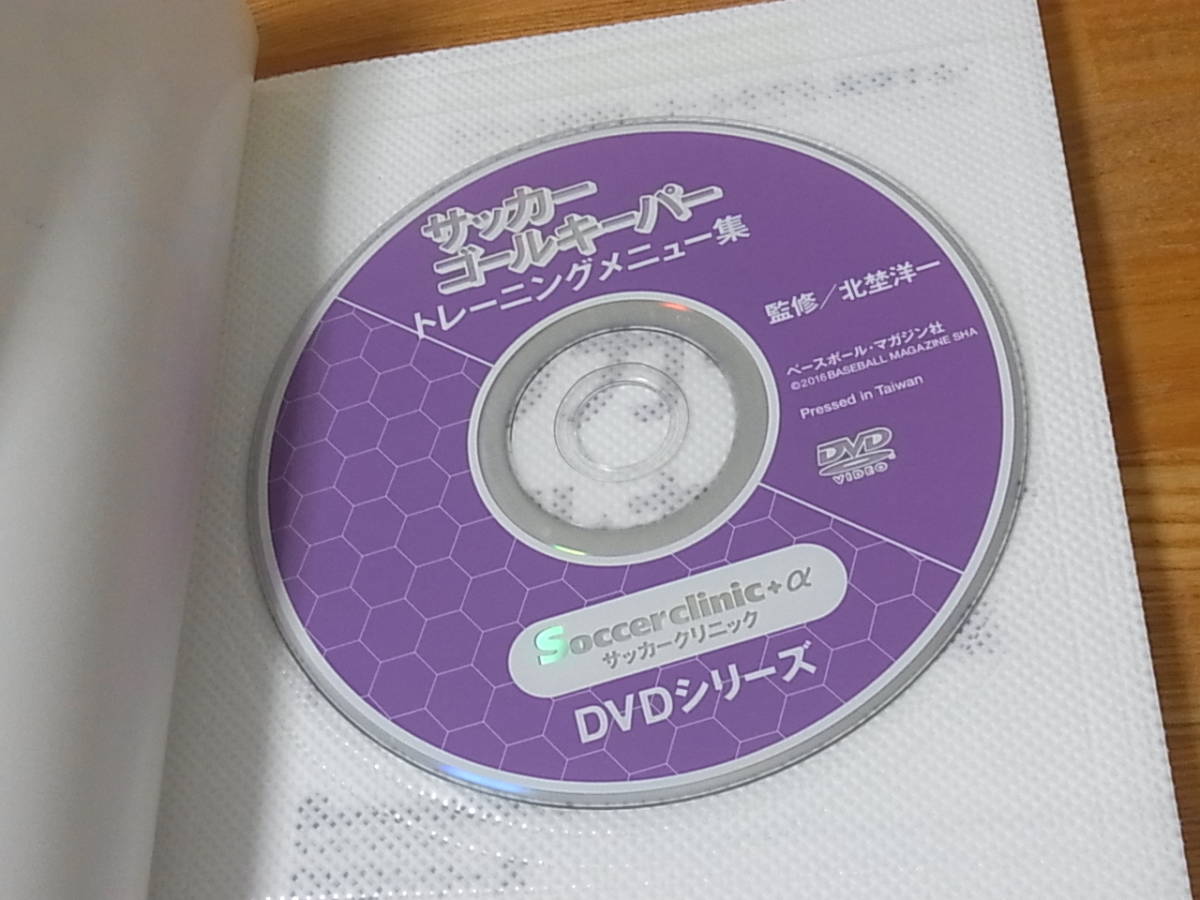 サッカー
ゴールキーパー
トレーニングメニュー集
監修/北埜洋一
ベースボール・マガジン社
©2016 BASEBALL MAGAZINE SHA
Pressed in Taiwan
DVD
VIDEO
Soccer clinic+α
サッカークリニック
DVDシリーズ